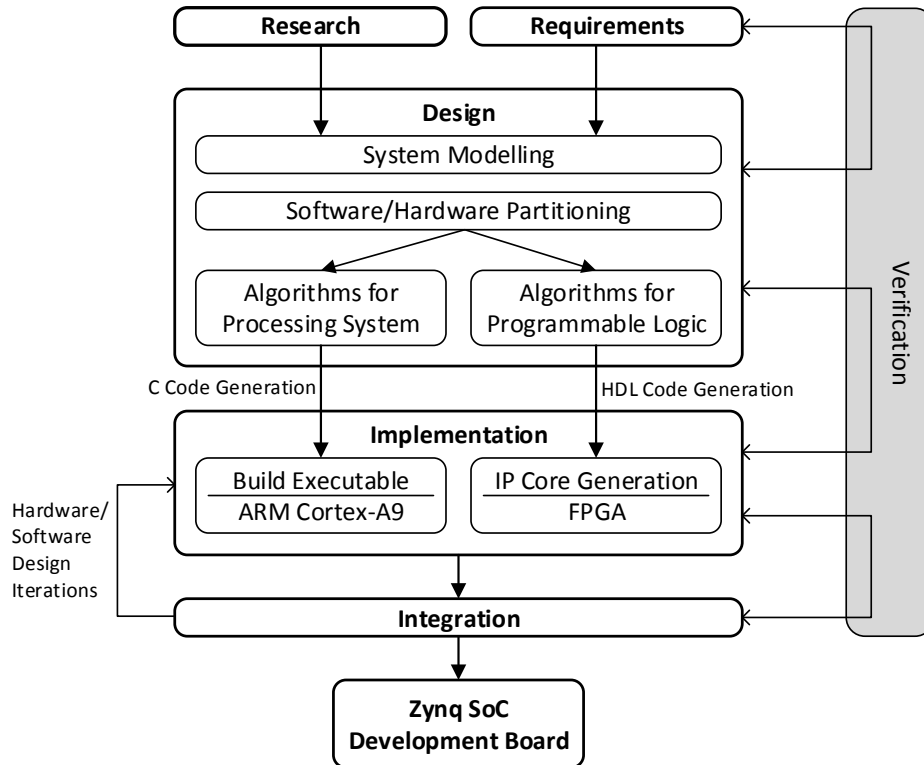 Research
Requirements
Design
System Modelling
Software/Hardware Partitioning
Algorithms for
Processing System
Algorithms for
Programmable Logic
C Code Generation
HDL Code Generation
Implementation
Build Executable
ARM Cortex-A9
IP Core Generation
FPGA
Hardware/
Software
Design
Iterations
Integration
Zynq SoC
Development Board
Verification